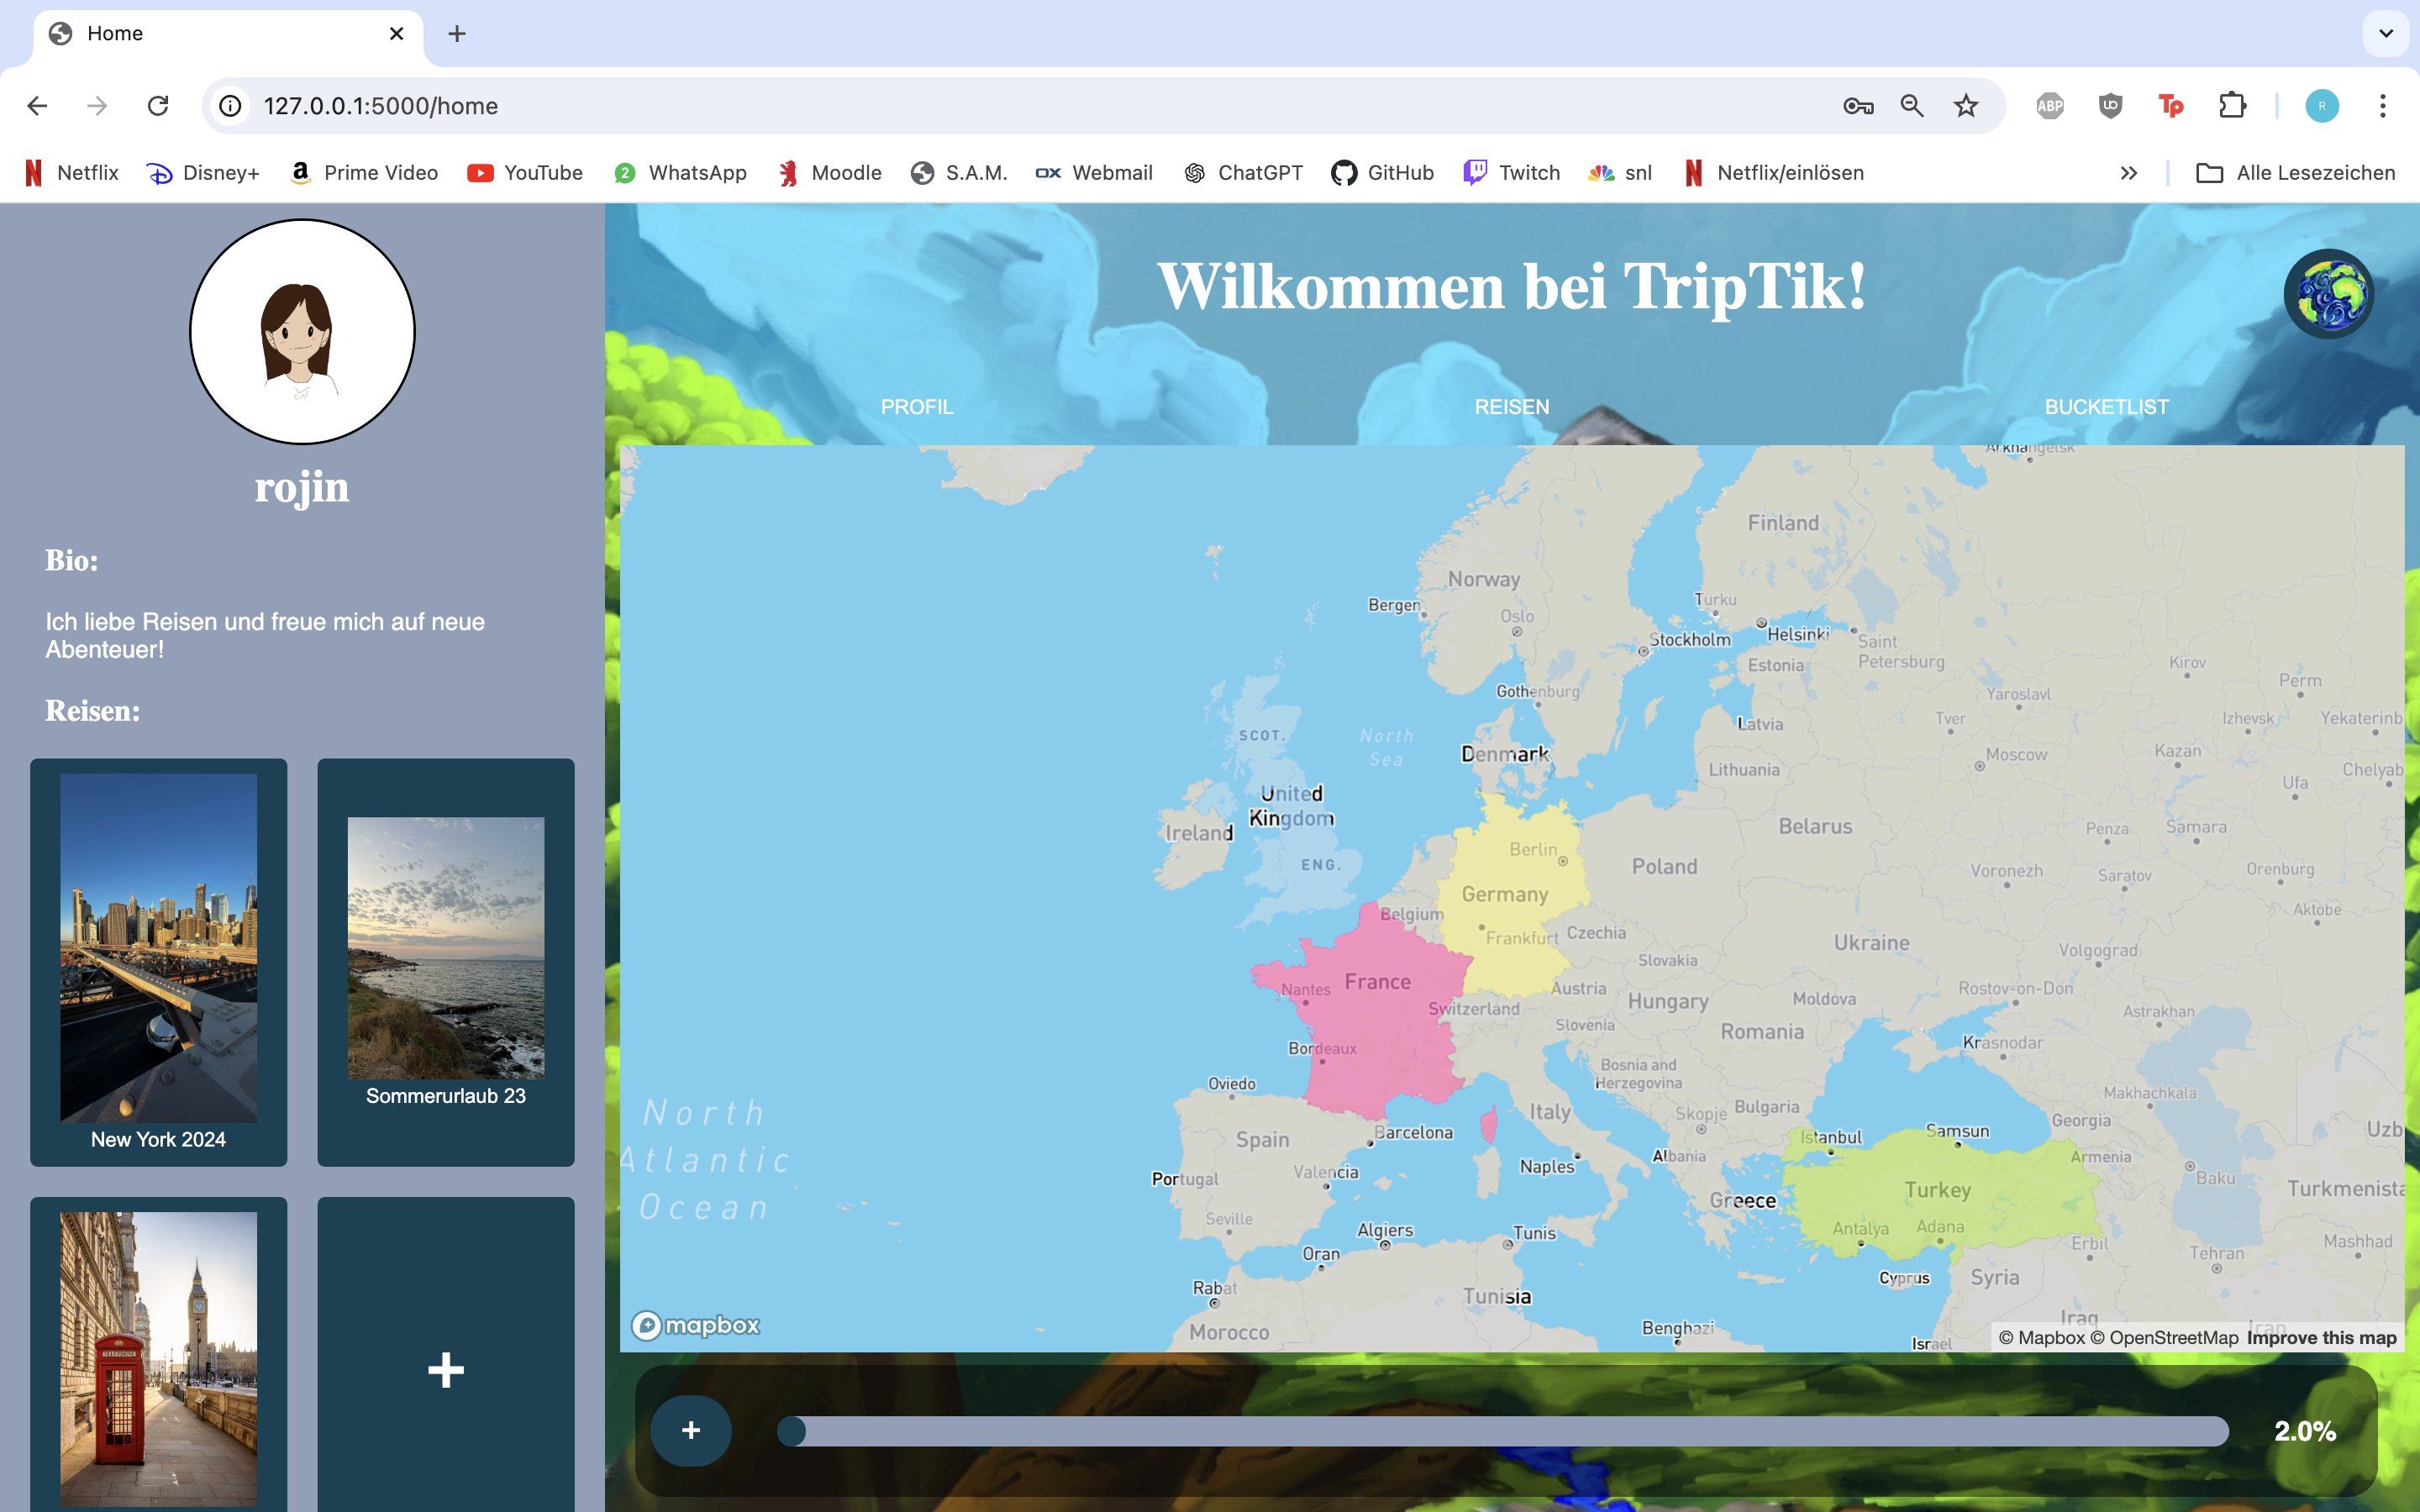 Home
127.0.0.1:5000/home
ABP
Tp
R
Netflix
Disney+
Prime Video
YouTube
2
WhatsApp
Moodle
S.A.M.
OX
Webmail
ChatGPT
GitHub
Twitch
snl
Netflix/einlösen
Alle Lesezeichen
rojin
Bio:
Ich liebe Reisen und freue mich auf neue
Abenteuer!
Reisen:
New York 2024
Sommerurlaub 23
TELEPHONE
+
Wilkommen bei TripTik!
PROFIL
REISEN
BUCKETLIST
Arkhangelsk
Finland
Norway
Bergen
Oslo
Turku
Helsinki
Stockholm
Saint
Petersburg
Estonia
Kirov
Perm
Gothenburg
Yaroslavl
Latvia
Tver
Izhevsk
Yekaterinb
SCOT.
North
Sea
Denmark
Moscow
Kazan
Lithuania
Chelyab
Ufa
United
Kingdom
Ireland
Belarus
Penza
Samara
Berlin
ENG.
Poland
Voronezh
Saratov
Orenburg
Germany
Belgium
Aktobe
Frankfurt
Czechia
Ukraine
Volgograd
Slovakia
France
Nantes
Austria
Hungary
Moldova
Rostov-on-Don
Switzerland
Slovenia
Romania
Astrakhan
Bordeaux
Krasnodar
Bosnia and
Herzegovina
Oviedo
Makhachkala
North
Atlantic
Ocean
Italy
Skopje
Bulgaria
Georgia
Spain
Barcelona
Istanbul
Samsun
Uzb
Valencia
Naples
Albania
Armenia
Portugal
Baku
Greece
Turkey
Turkmenista
Seville
Algiers
Tunis
Antalya
Adana
Oran
Erbil
Tehran
Mashhad
Rabat
Cyprus
Syria
Tunisia
Morocco
Benghazi
Israel
Iraq
Iran
mapbox
© Mapbox © OpenStreetMap Improve this map
+
2.0%